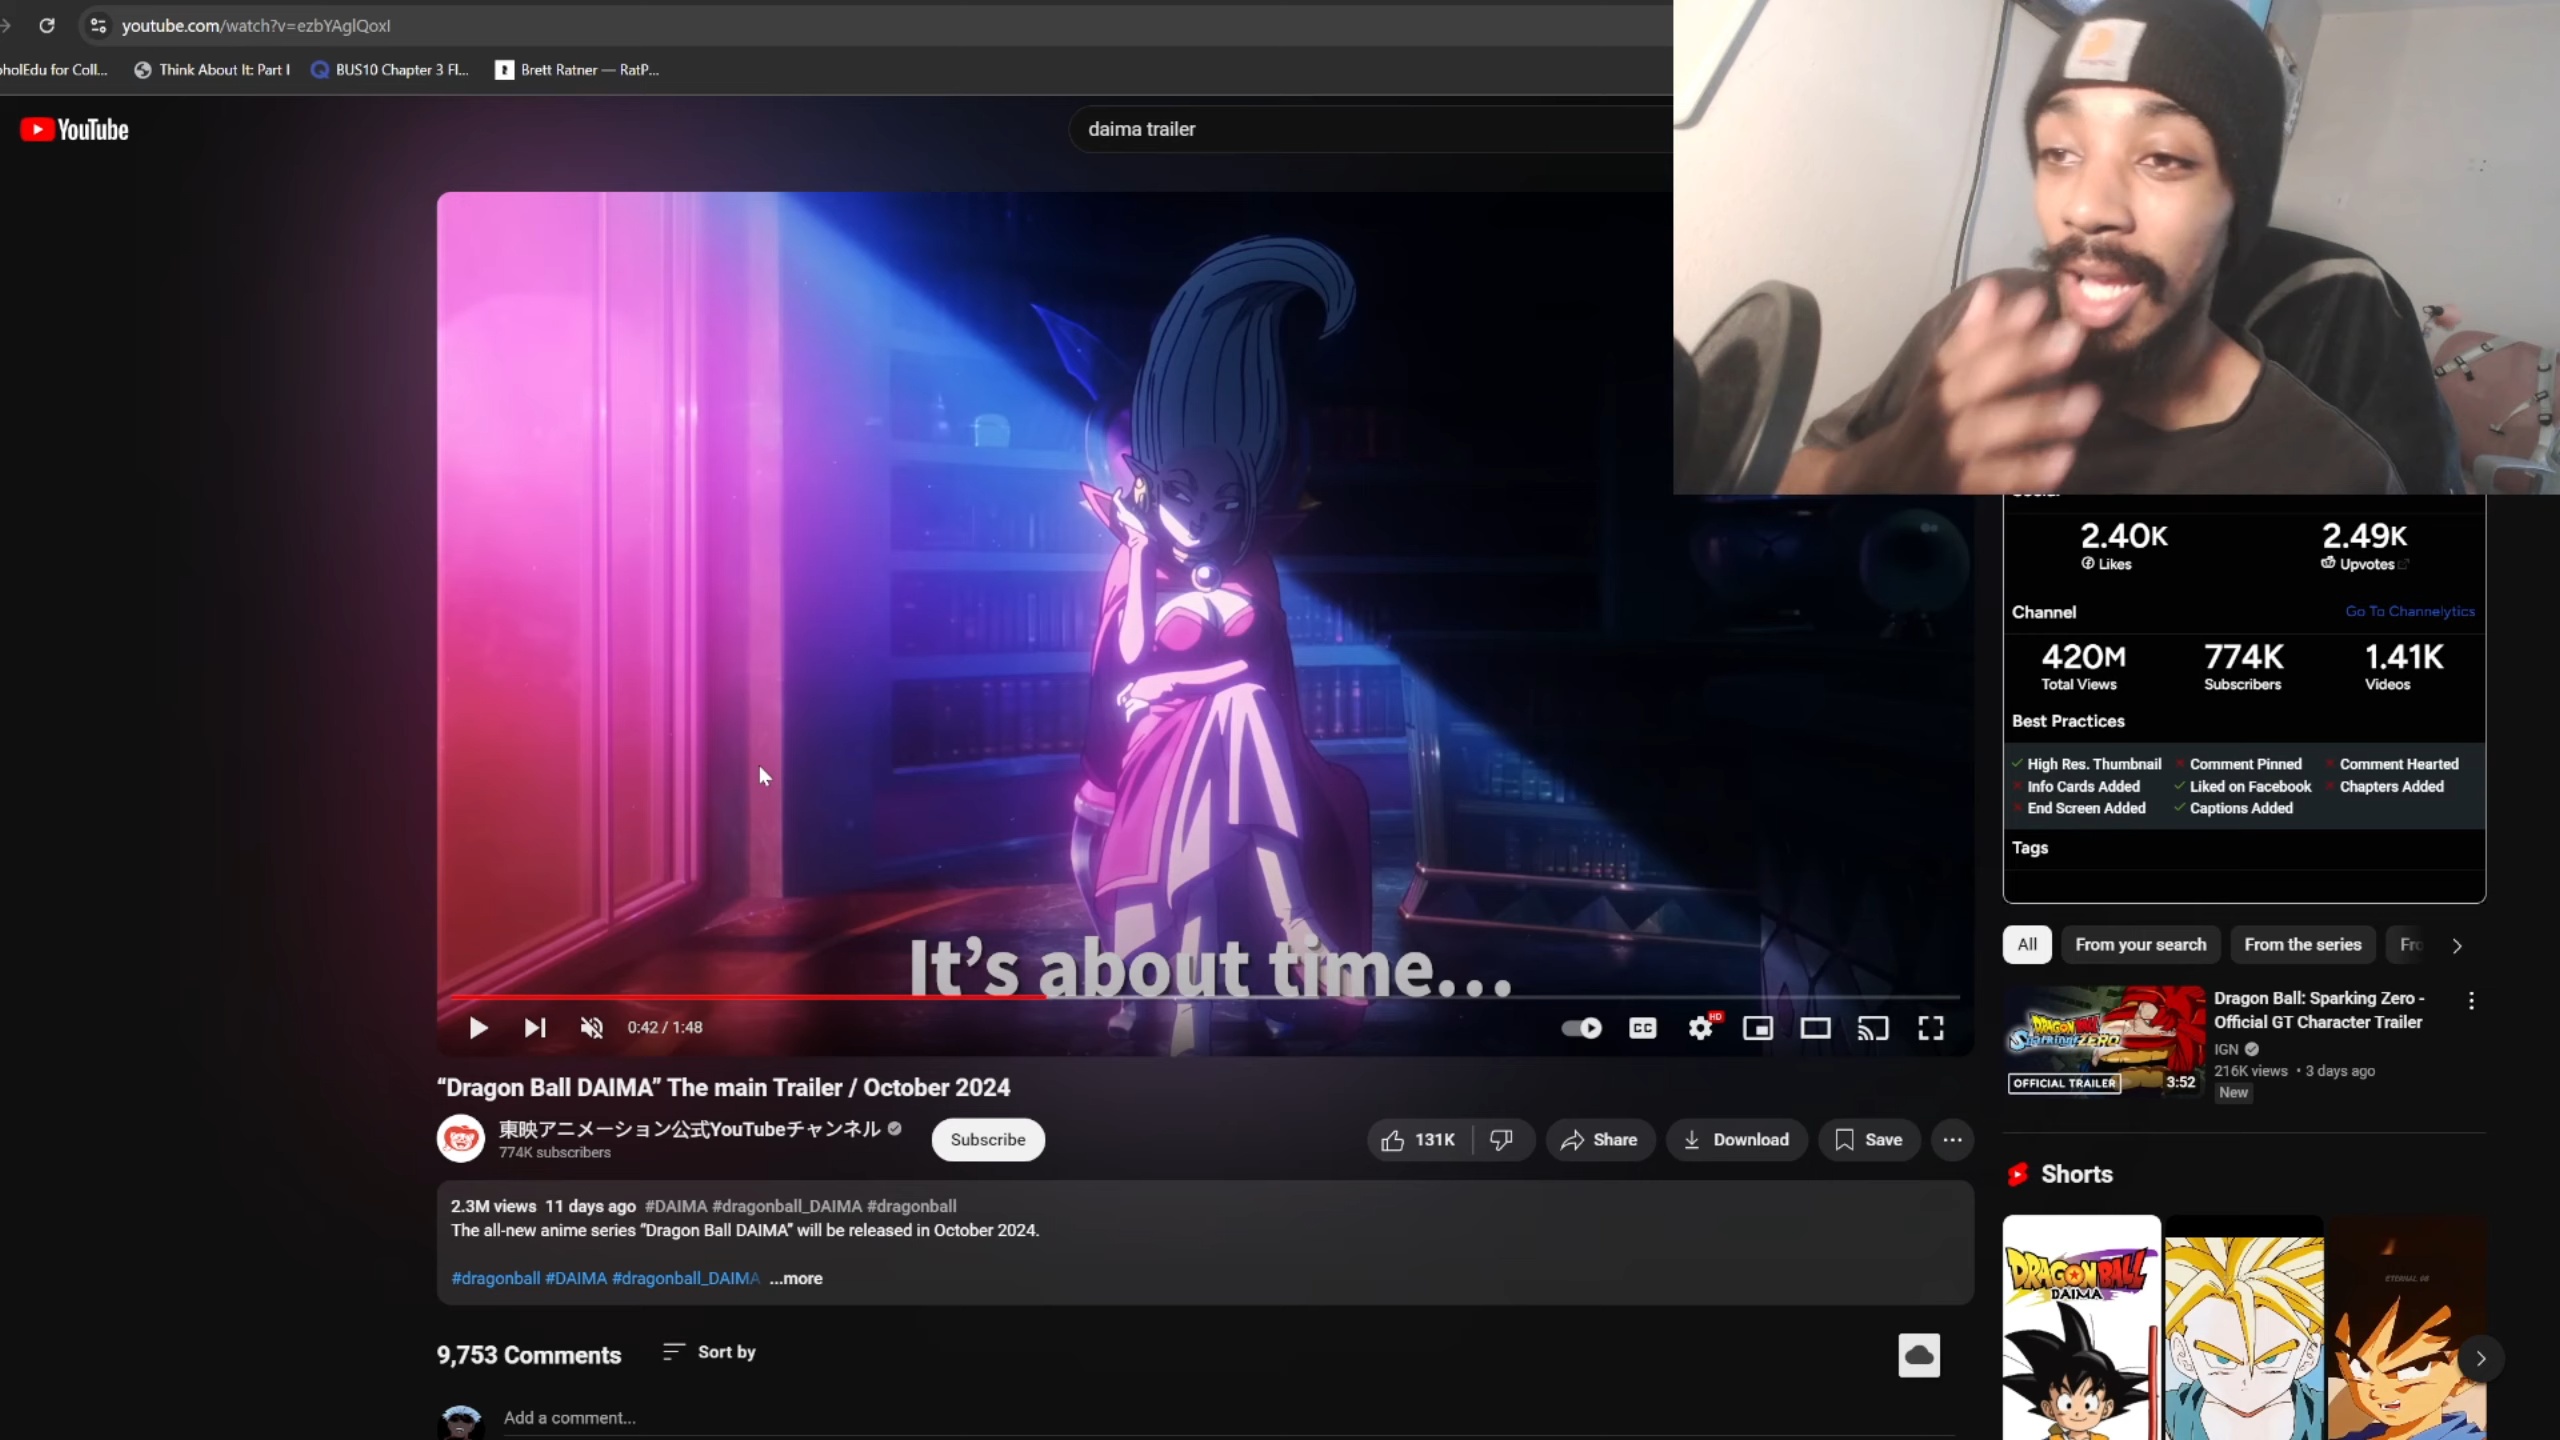 youtube.com/watch?v=ezbYAglQoxI
oholEdu for Coll...
Think About It: Part I
BUS10 Chapter 3 Fl...
Brett Ratner — RatP...
YouTube
daima trailer
It's about time...
0:42 / 1:48
CC
HD
"Dragon Ball DAIMA" The main Trailer / October 2024
東映アニメーション公式YouTubeチャンネル
774K subscribers
Subscribe
131K
Share
Download
Save
2.3M views 11 days ago #DAIMA #dragonball_DAIMA #dragonball
The all-new anime series "Dragon Ball DAIMA" will be released in October 2024.
#dragonball #DAIMA #dragonball_DAIMA ...more
9,753 Comments
Sort by
Add a comment...
2.40K
Likes
2.49K
Upvotes
Channel
Go To Channelytics
420M
Total Views
774K
Subscribers
1.41K
Videos
Best Practices
High Res. Thumbnail
Comment Pinned
Comment Hearted
Info Cards Added
Liked on Facebook
Chapters Added
End Screen Added
Captions Added
Tags
All
From your search
From the series
Fro
DRAGON BALL
SPARKING! ZERO
OFFICIAL TRAILER
3:52
Dragon Ball: Sparking Zero -
Official GT Character Trailer
IGN
216K views • 3 days ago
New
Shorts
DRAGON BALL
DAIMA